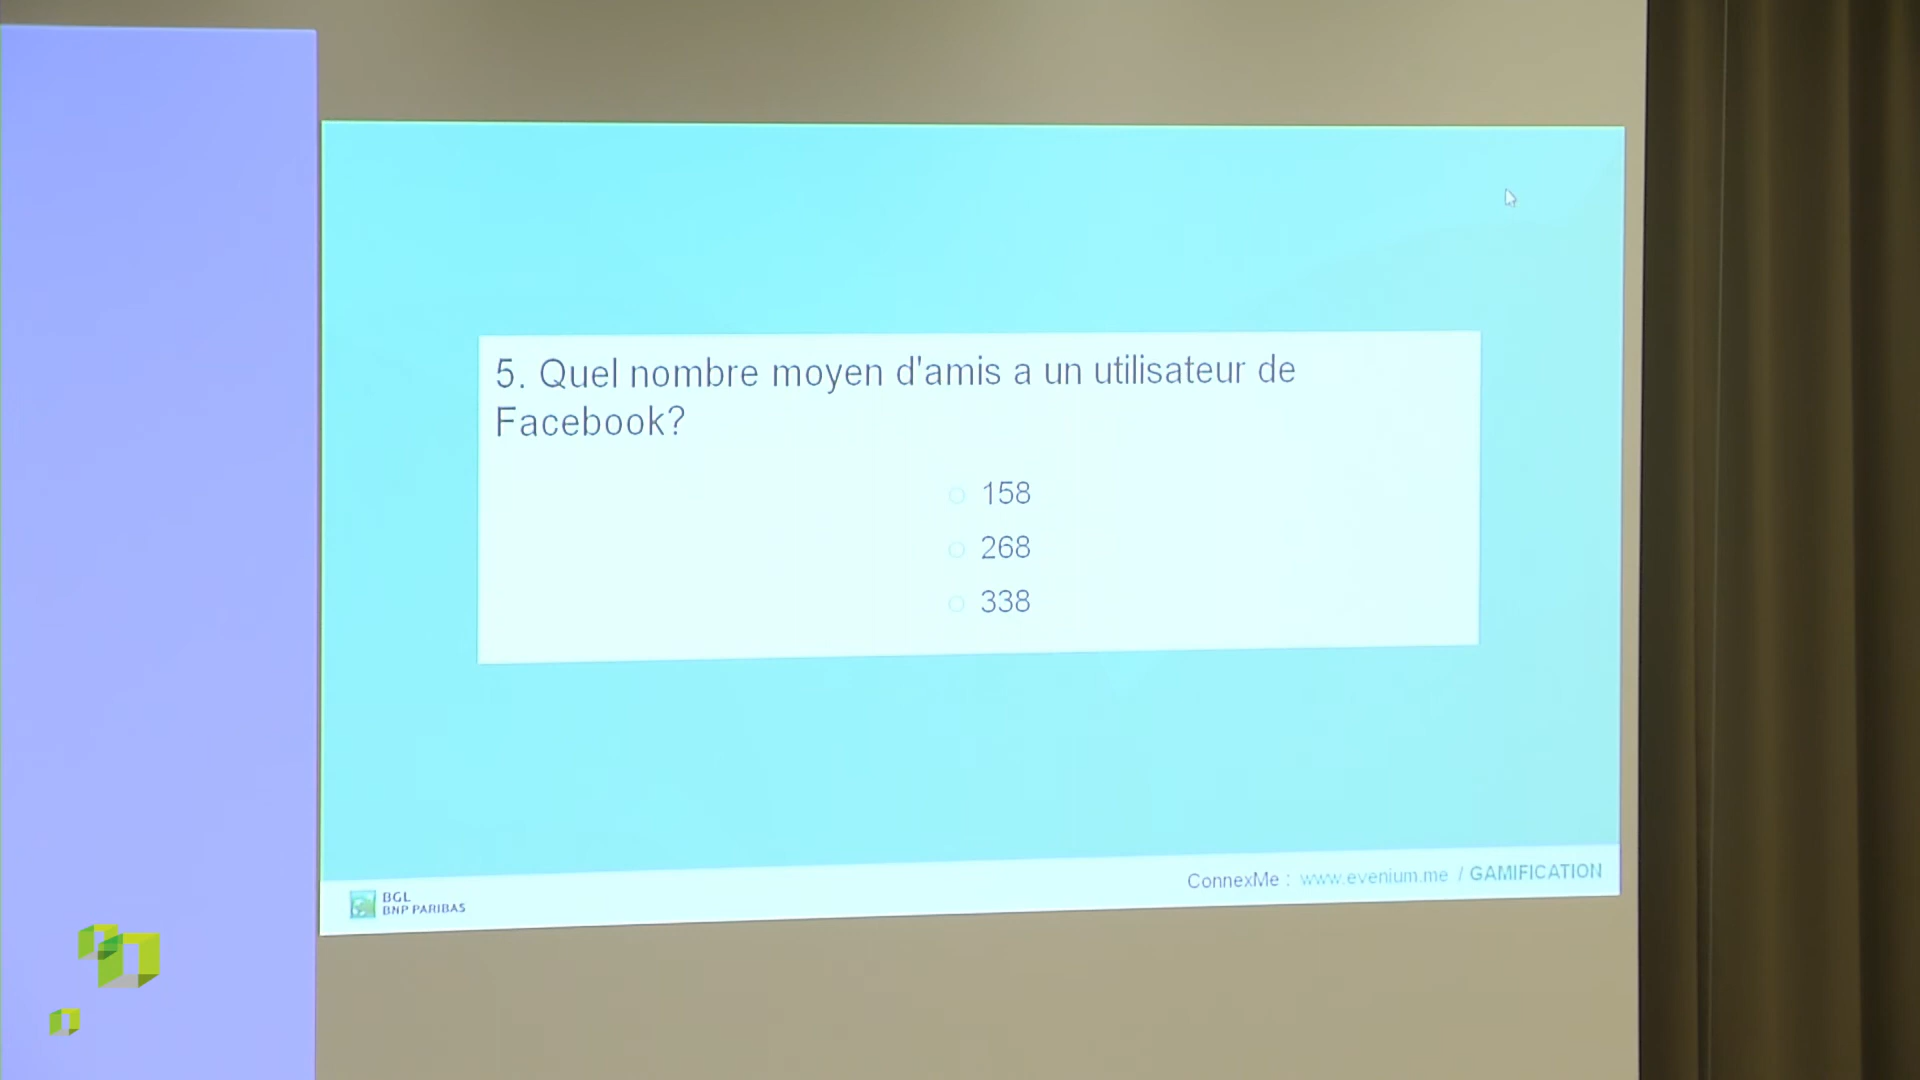 5. Quel nombre moyen d'amis a un utilisateur de
Facebook?
158
268
338
BGL
BNP PARIBAS
ConnexMe : www.evenium.me / GAMIFICATION